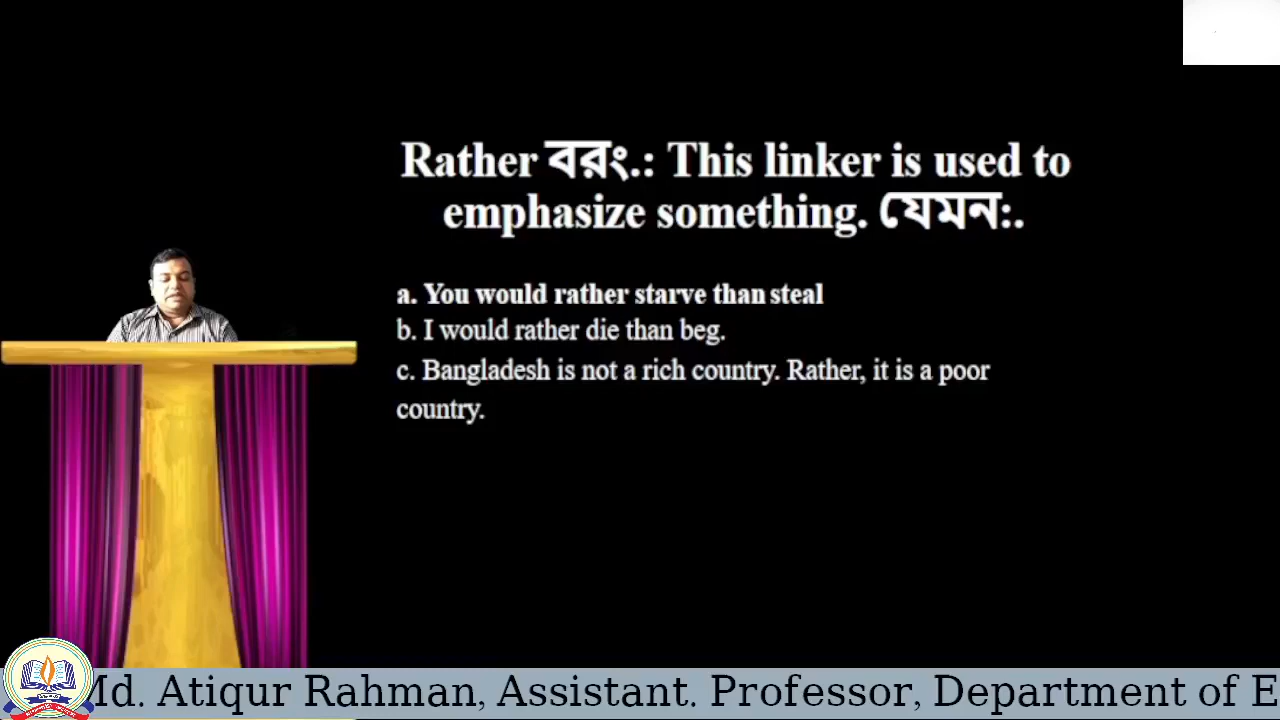 Rather বরং.: This linker is used to
emphasize something. যেমন:.
a. You would rather starve than steal
b. I would rather die than beg.
c. Bangladesh is not a rich country. Rather, it is a poor
country.
Md. Atiqur Rahman, Assistant. Professor, Department of E